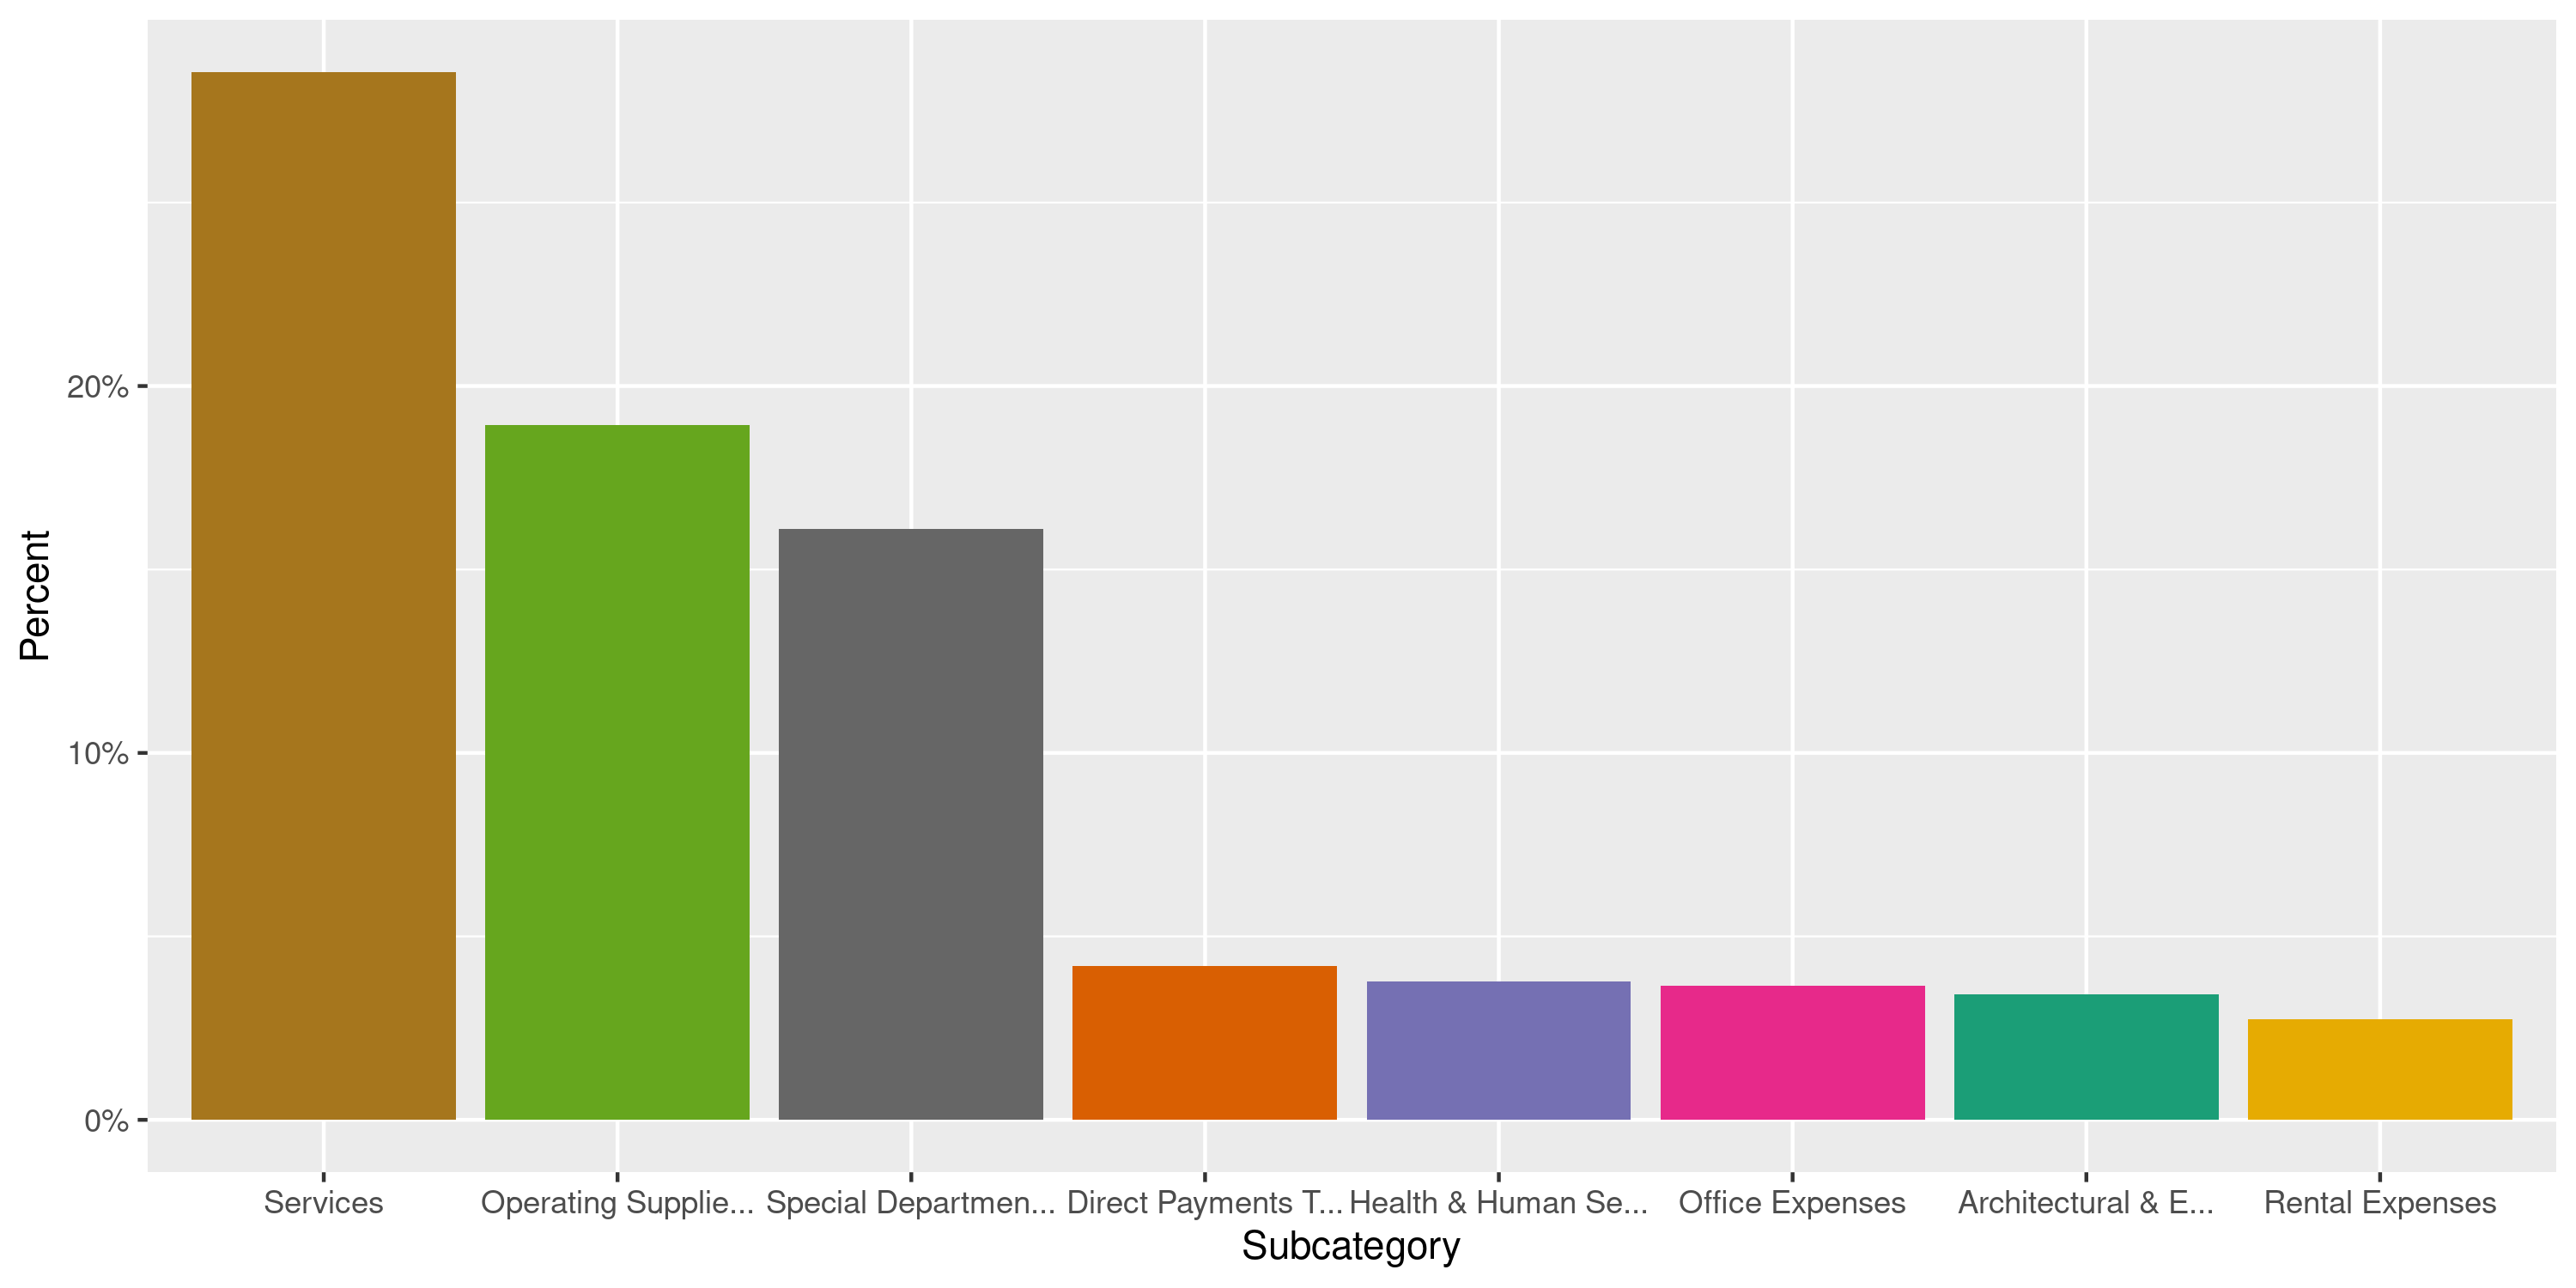 Percent
20%
10%
0%
Services
Operating Supplie...
Special Departmen...
Direct Payments T...
Health & Human Se...
Office Expenses
Architectural & E...
Rental Expenses
Subcategory